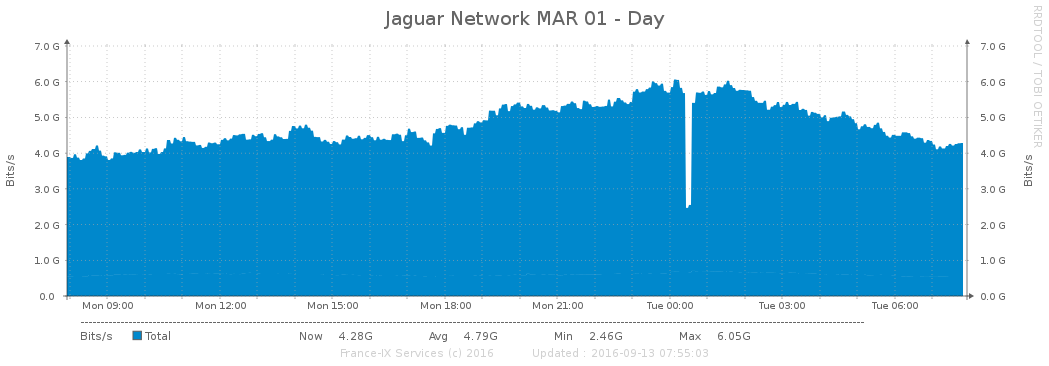 Jaguar Network MAR 01 - Day
RRDTOOL / TOBI OETIKER
Bits/s
7.0 G 7.0 G
6.0 G 6.0 G
5.0 G 5.0 G
4.0 G 4.0 G
3.0 G 3.0 G
2.0 G 2.0 G
1.0 G 1.0 G
0.0 0.0 G
Bits/s
Mon 09:00 Mon 12:00 Mon 15:00 Mon 18:00 Mon 21:00 Tue 00:00 Tue 03:00 Tue 06:00
Bits/s Total Now 4.28G Avg 4.79G Min 2.46G Max 6.05G
France-IX Services (c) 2016 Updated : 2016-09-13 07:55:03